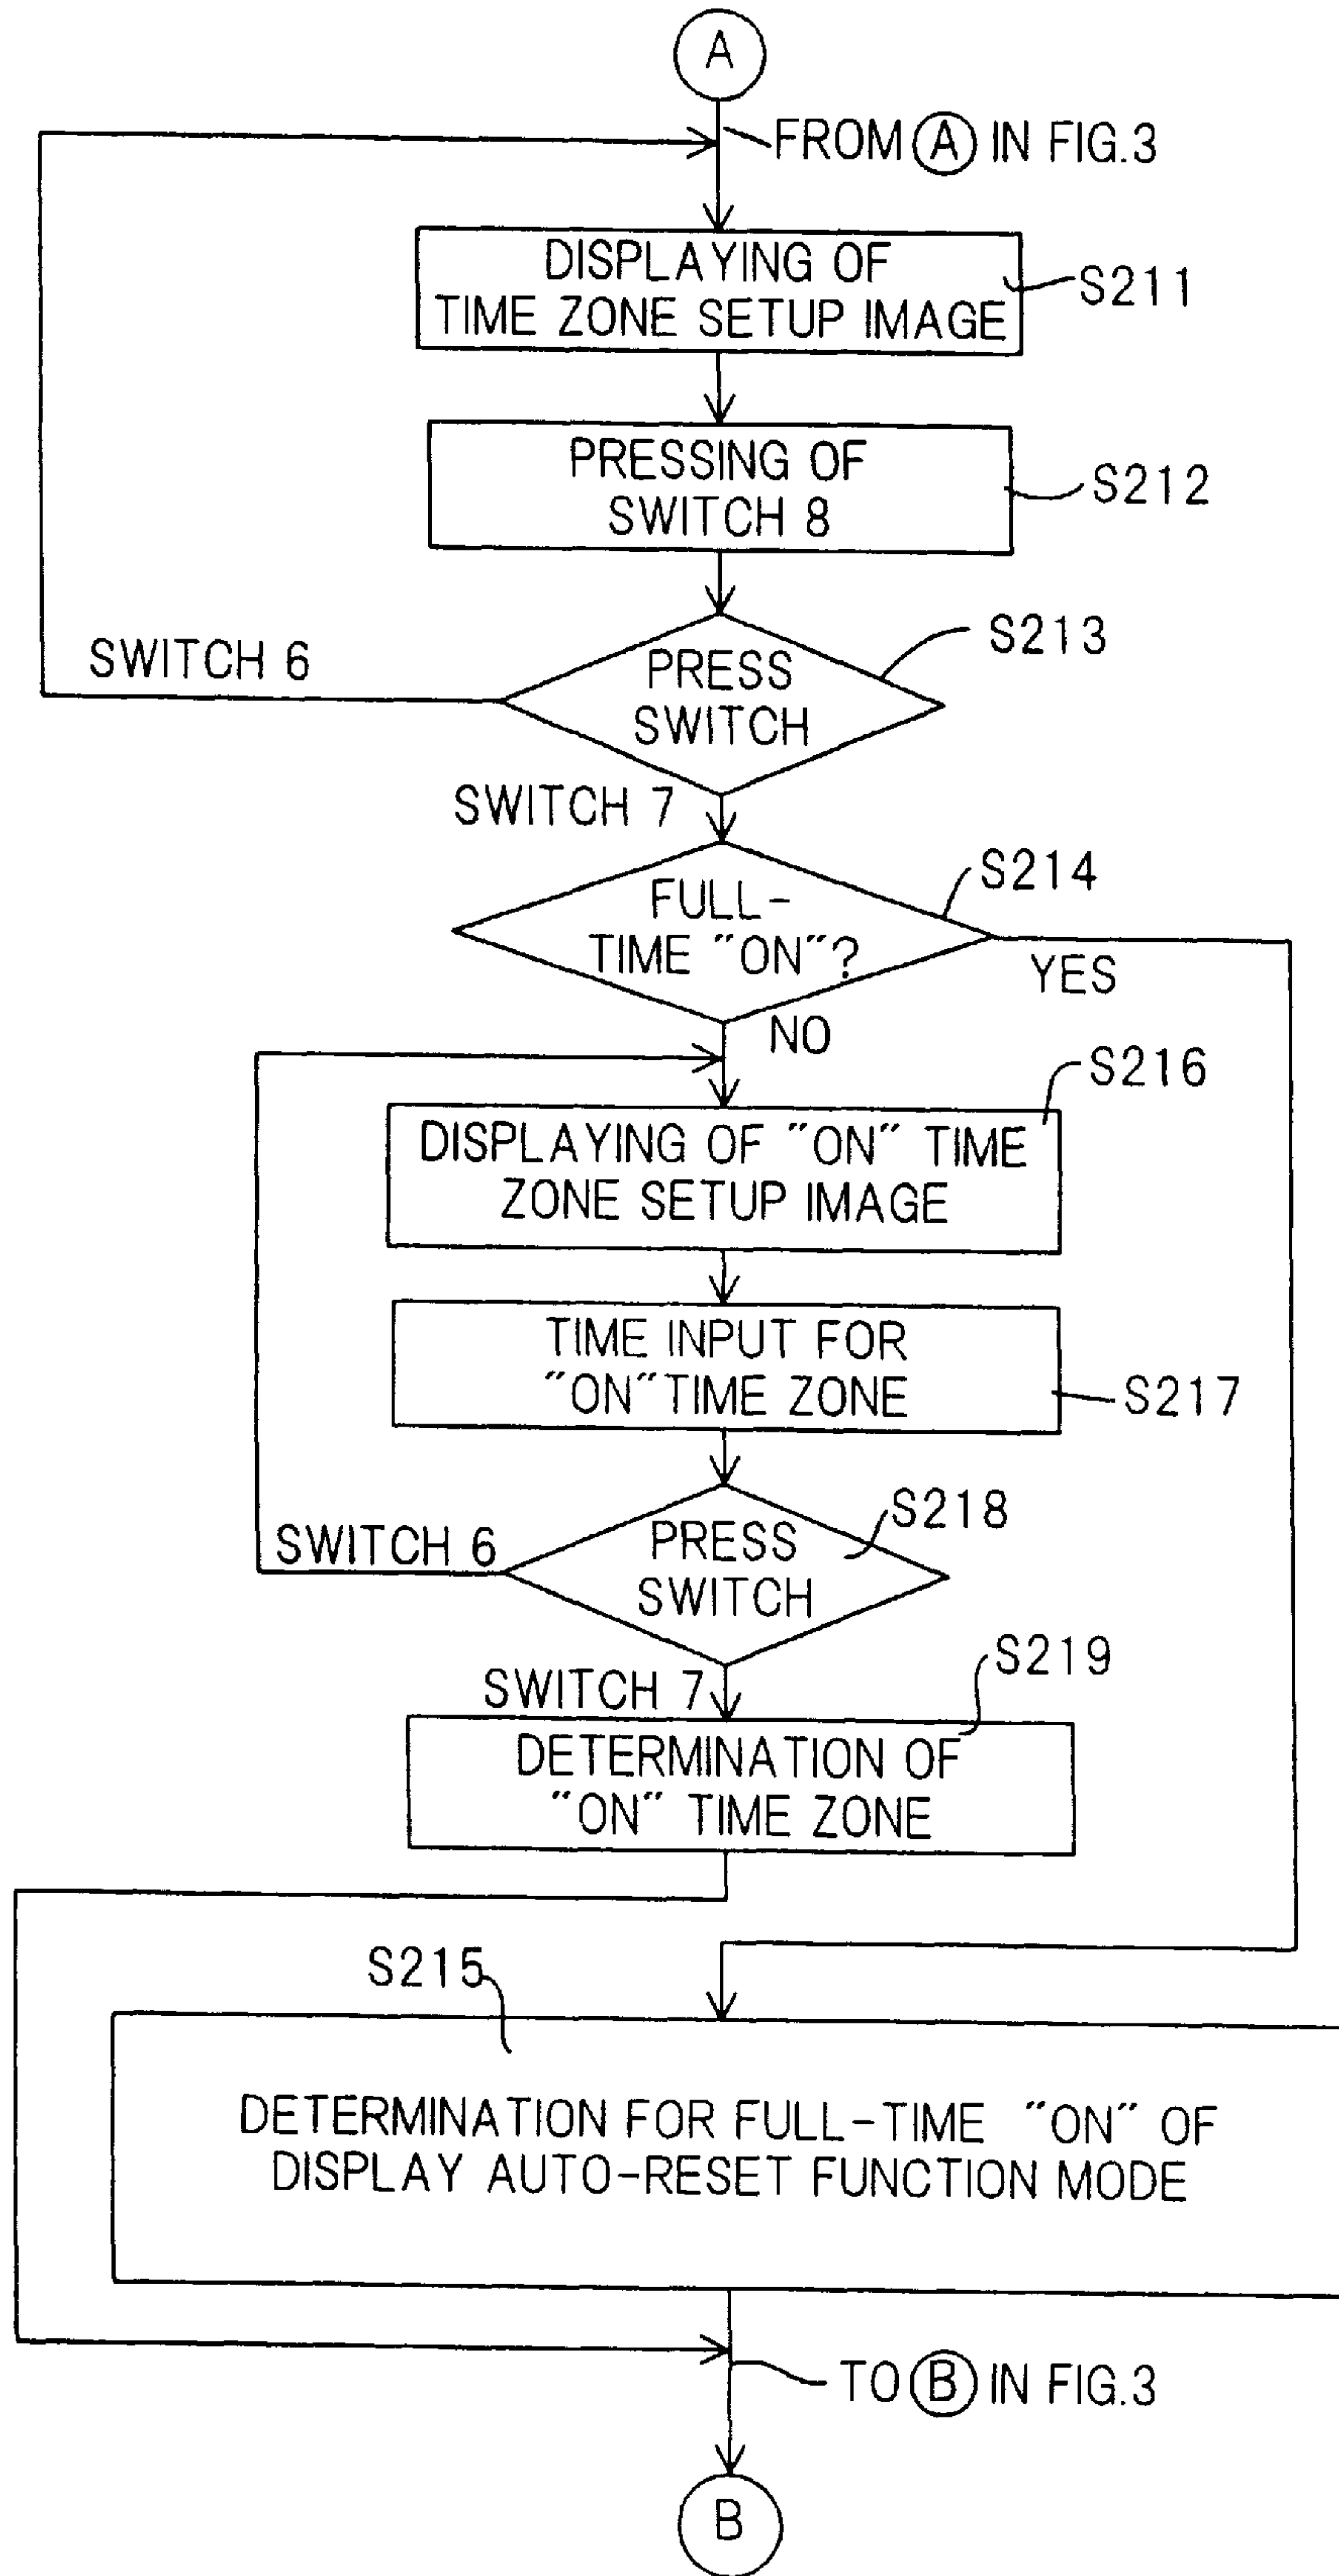 A
FROM A IN FIG.3
DISPLAYING OF
TIME ZONE SETUP IMAGE
S211
PRESSING OF
SWITCH 8
S212
S213
SWITCH 6
PRESS
SWITCH
SWITCH 7
S214
FULL-
TIME "ON"?
YES
NO
S216
DISPLAYING OF "ON" TIME
ZONE SETUP IMAGE
TIME INPUT FOR
"ON" TIME ZONE
S217
S218
SWITCH 6
PRESS
SWITCH
S219
SWITCH 7
DETERMINATION OF
"ON" TIME ZONE
S215
DETERMINATION FOR FULL-TIME "ON" OF
DISPLAY AUTO-RESET FUNCTION MODE
TO B IN FIG.3
B